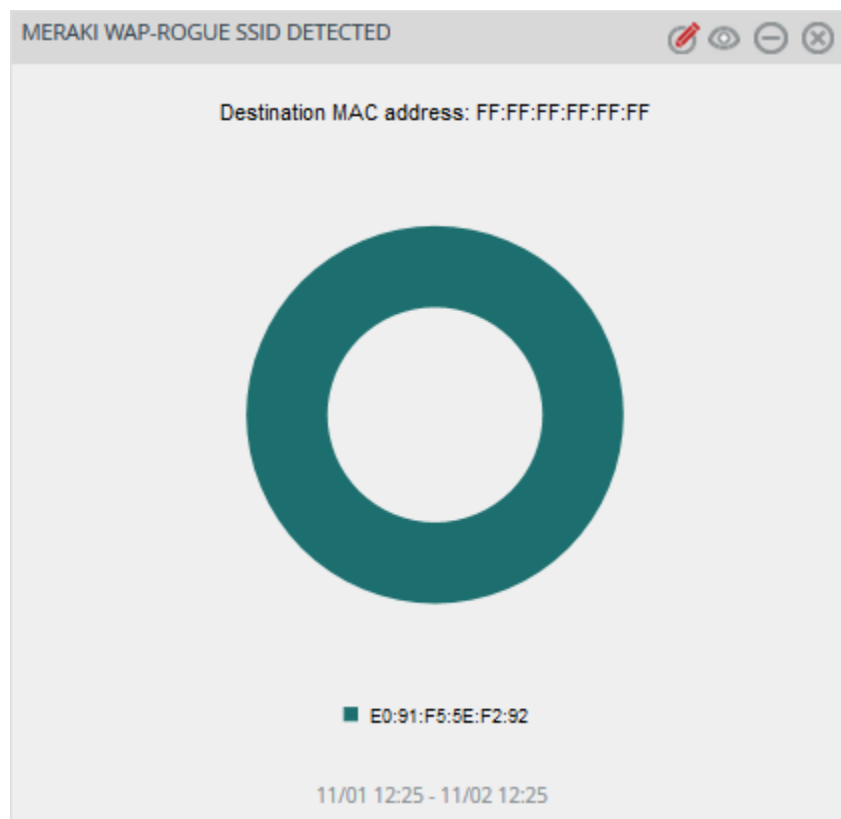 MERAKI WAP-ROGUE SSID DETECTED
Destination MAC address: FF:FF:FF:FF:FF:FF
E0:91:F5:5E:F2:92
11/01 12:25 - 11/02 12:25